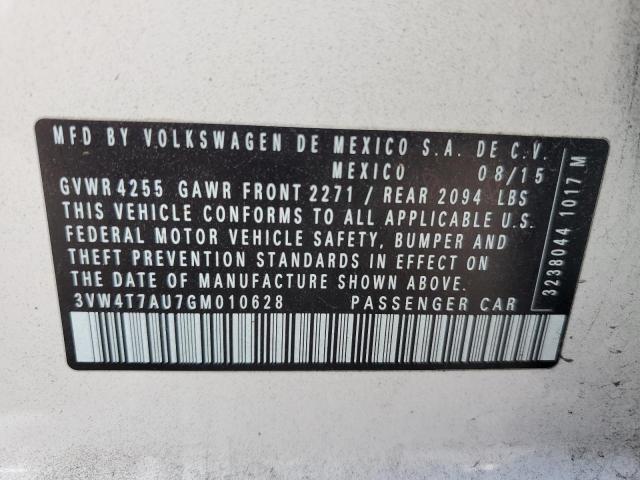 MFD BY VOLKSWAGEN DE MEXICO S.A. DE C.V.
MEXICO 08/15
GVWR 4255 GAWR FRONT 2271 / REAR 2094 LBS
THIS VEHICLE CONFORMS TO ALL APPLICABLE U.S.
FEDERAL MOTOR VEHICLE SAFETY, BUMPER AND
THEFT PREVENTION STANDARDS IN EFFECT ON
THE DATE OF MANUFACTURE SHOWN ABOVE.
3VW4T7AU7GM010628 PASSENGER CAR
3238044 1017 M